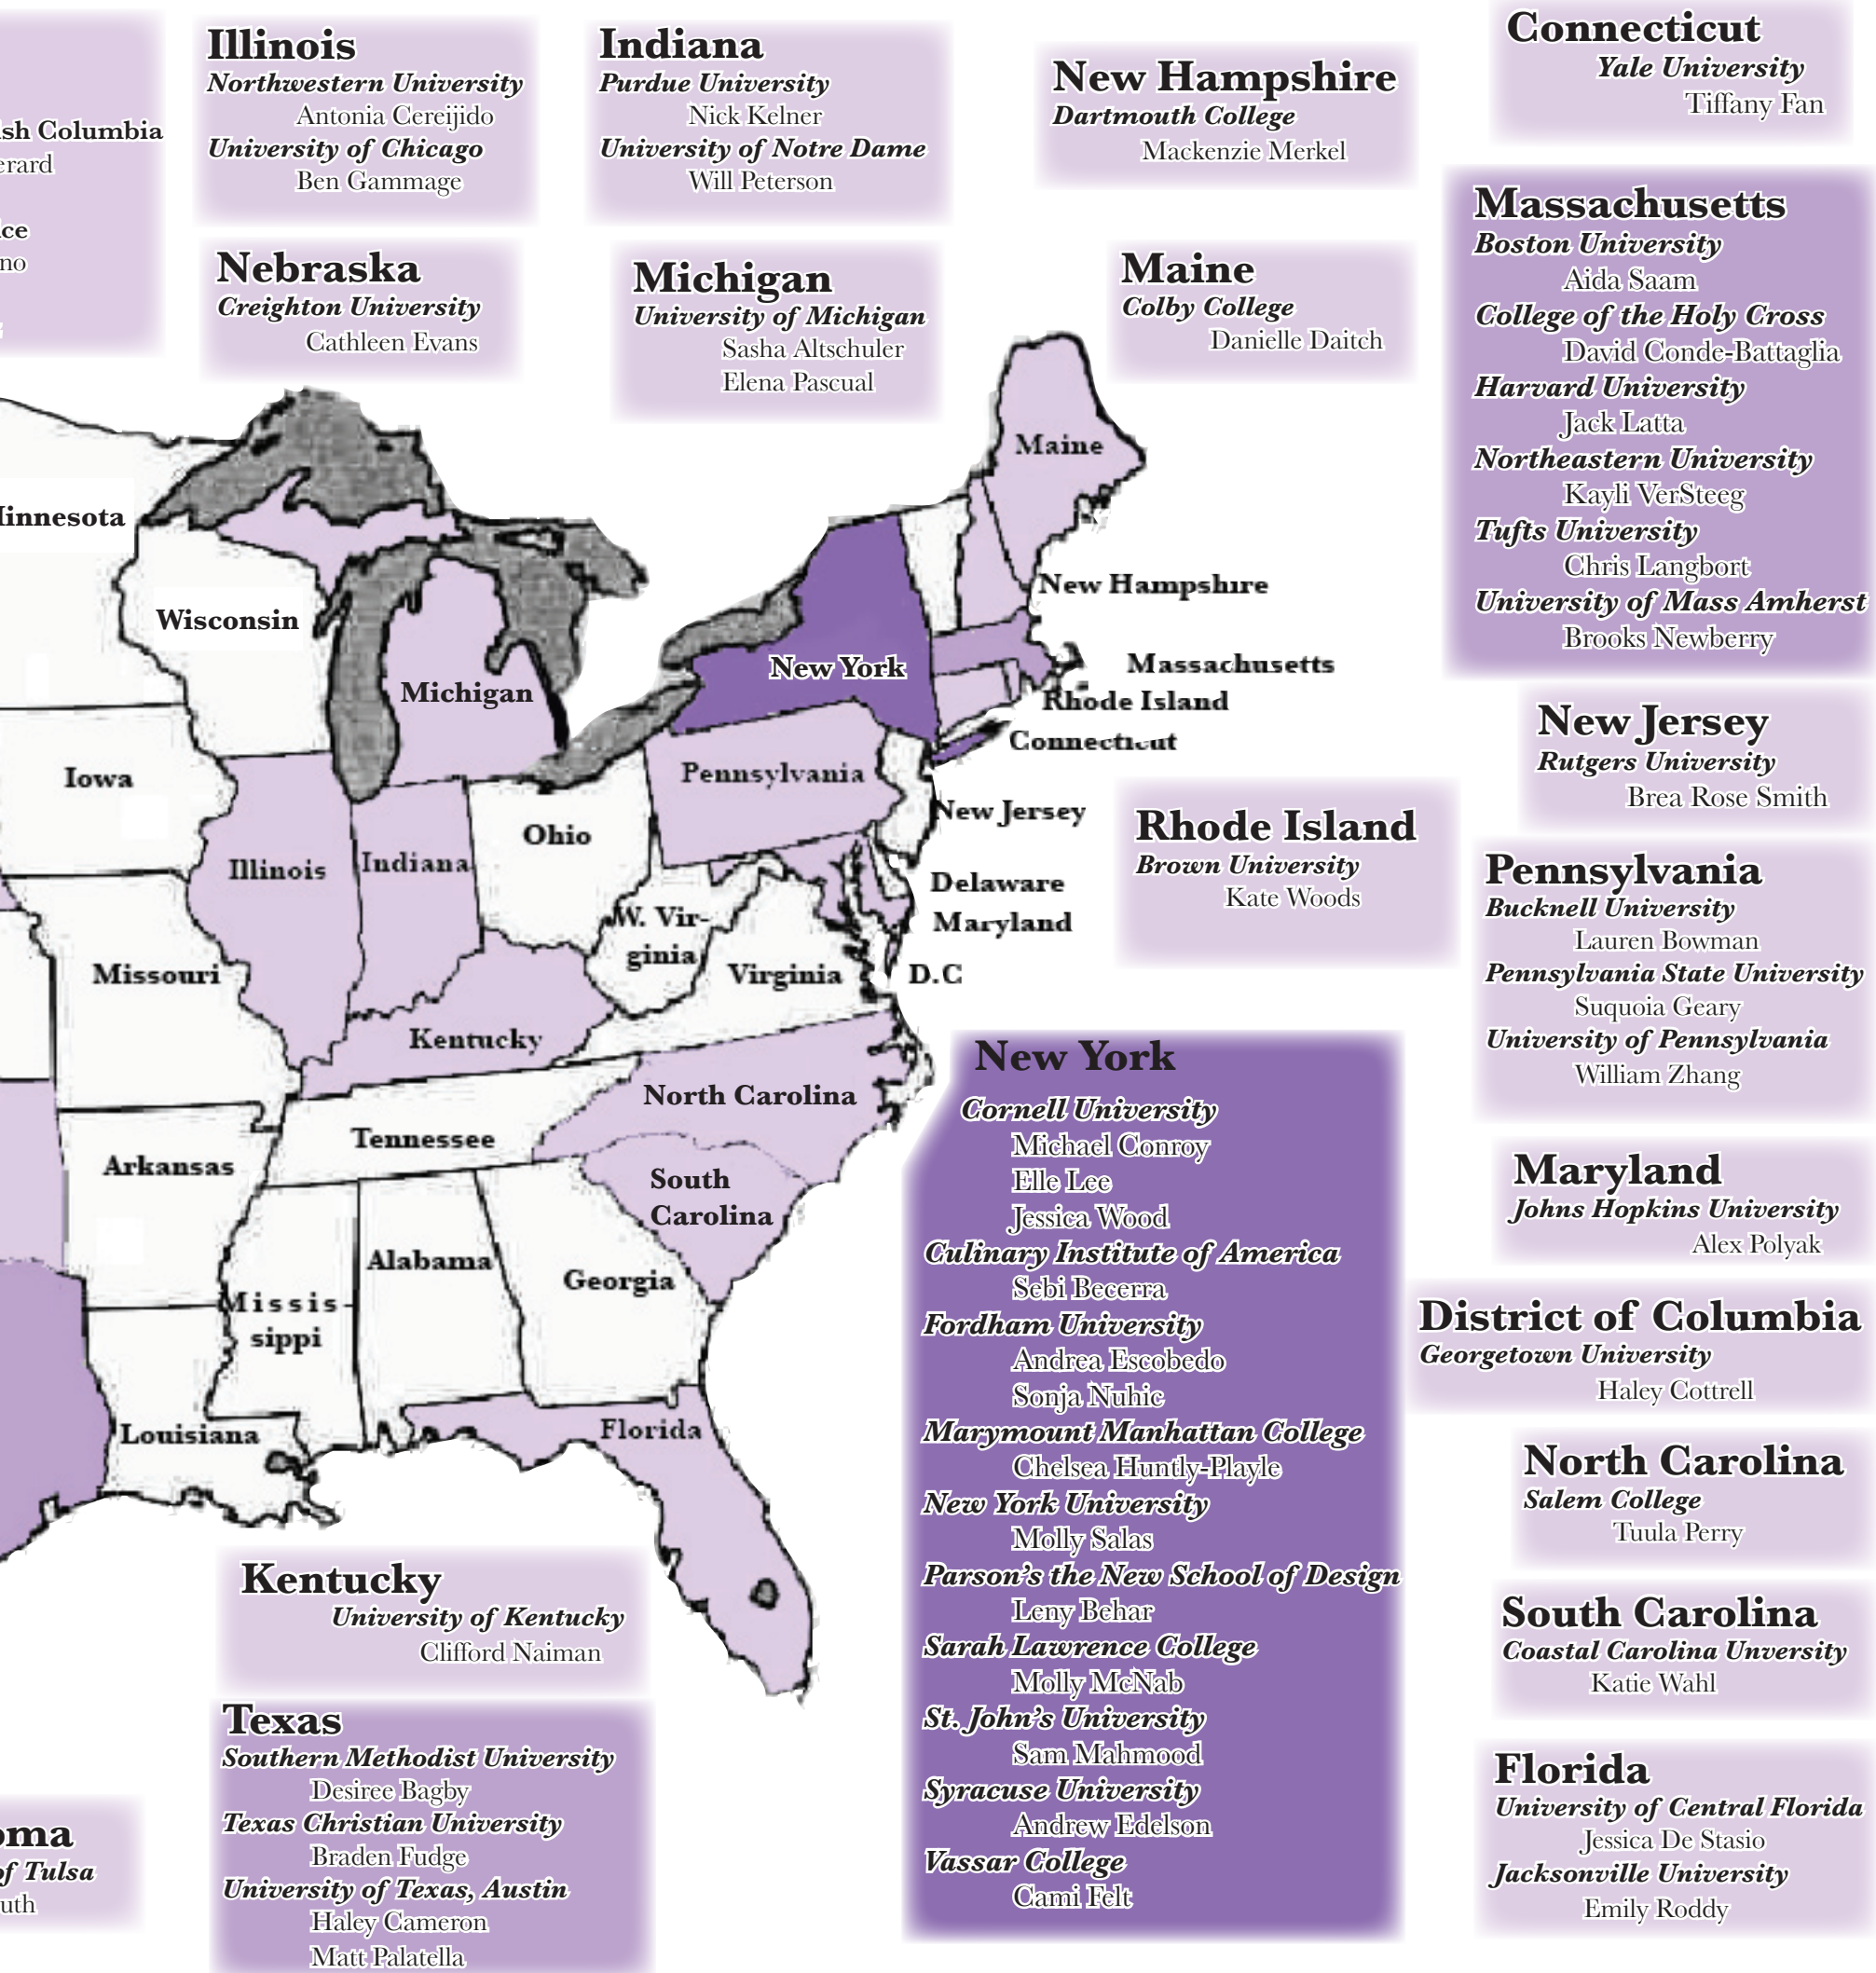 sh Columbia
erard
ce
no
Illinois
Northwestern University
Antonia Cereijido
University of Chicago
Ben Gammage
Indiana
Purdue University
Nick Kelner
University of Notre Dame
Will Peterson
New Hampshire
Dartmouth College
Mackenzie Merkel
Connecticut
Yale University
Tiffany Fan
Nebraska
Creighton University
Cathleen Evans
Michigan
University of Michigan
Sasha Altschuler
Elena Pascual
Maine
Colby College
Danielle Daitch
Massachusetts
Boston University
Aida Saam
College of the Holy Cross
David Conde-Battaglia
Harvard University
Jack Latta
Northeastern University
Kayli VerSteeg
Tufts University
Chris Langbort
University of Mass Amherst
Brooks Newberry
Maine
innesota
Wisconsin
Michigan
New York
New Hampshire
Massachusetts
Rhode Island
Connecticut
Iowa
Pennsylvania
New Jersey
Ohio
Illinois
Indiana
Delaware
Maryland
W. Vir-
ginia
Virginia
D.C
Missouri
Kentucky
North Carolina
Tennessee
Arkansas
South
Carolina
Alabama
Georgia
Missis-
sippi
Louisiana
Florida
New Jersey
Rutgers University
Brea Rose Smith
Rhode Island
Brown University
Kate Woods
Pennsylvania
Bucknell University
Lauren Bowman
Pennsylvania State University
Suquoia Geary
University of Pennsylvania
William Zhang
Maryland
Johns Hopkins University
Alex Polyak
District of Columbia
Georgetown University
Haley Cottrell
North Carolina
Salem College
Tuula Perry
South Carolina
Coastal Carolina Unversity
Katie Wahl
Florida
University of Central Florida
Jessica De Stasio
Jacksonville University
Emily Roddy
New York
Cornell University
Michael Conroy
Elle Lee
Jessica Wood
Culinary Institute of America
Sebi Becerra
Fordham University
Andrea Escobedo
Sonja Nuhic
Marymount Manhattan College
Chelsea Huntly-Playle
New York University
Molly Salas
Parson's the New School of Design
Leny Behar
Sarah Lawrence College
Molly McNab
St. John's University
Sam Mahmood
Syracuse University
Andrew Edelson
Vassar College
Cami Felt
Kentucky
University of Kentucky
Clifford Naiman
Texas
Southern Methodist University
Desiree Bagby
Texas Christian University
Braden Fudge
University of Texas, Austin
Haley Cameron
Matt Palatella
oma
of Tulsa
uth